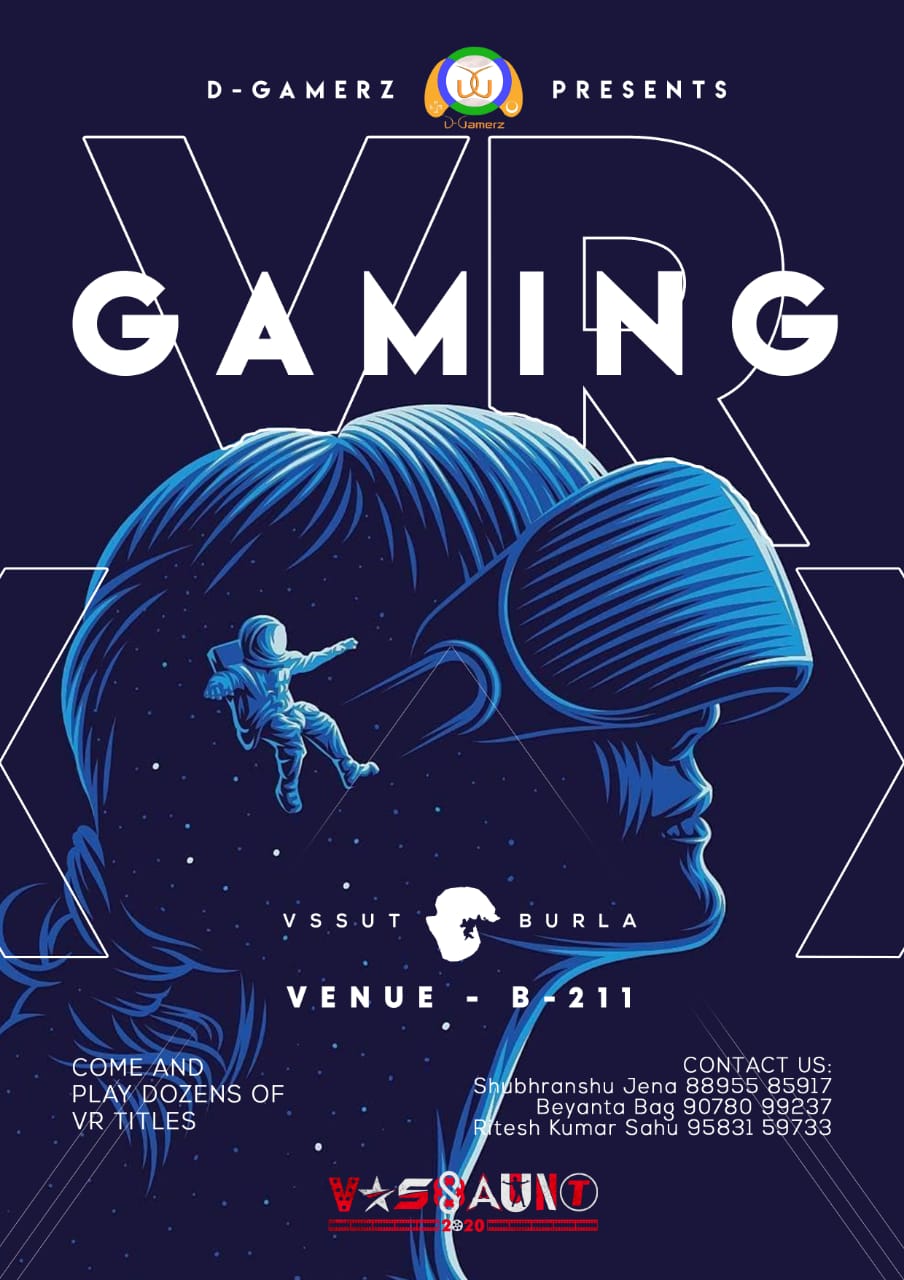 D-GAMERZ PRESENTS
D-Gamerz
VR
GAMING
VSSUT BURLA
VENUE - B-211
COME AND
PLAY DOZENS OF
VR TITLES
CONTACT US:
Shubhranshu Jena 88955 85917
Beyanta Bag 90780 99237
Ritesh Kumar Sahu 95831 59733
2020